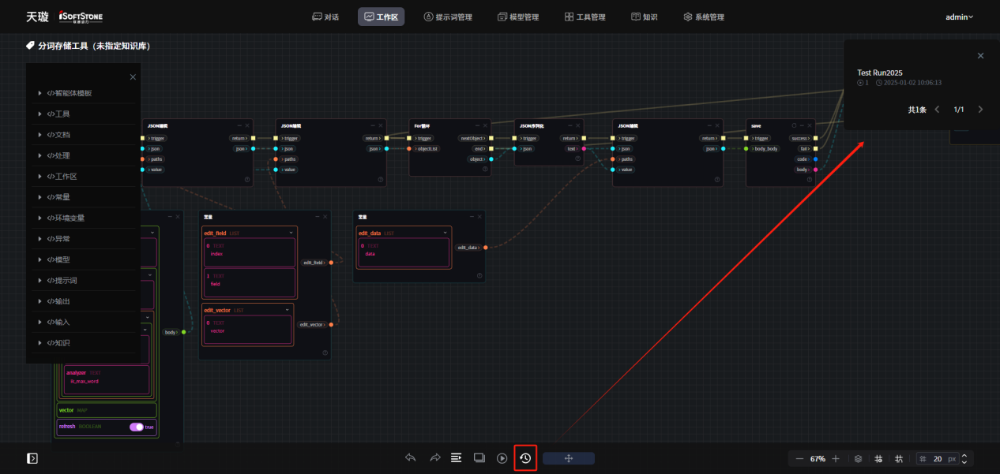 天璇 iSOFTSTONE 软通动力
对话 工作区 提示词管理 模型管理 工具管理 知识 系统管理 admin
分词存储工具（未指定知识库）
</>智能体模板
</>工具
</>文档
</>处理
</>工作区
</>常量
</>环境变量
</>异常
</>模型
</>提示词
</>输出
</>输入
</>知识
JSON编辑
trigger return
json json
paths
value
JSON编辑
trigger return
json json
paths
value
For循环
trigger nextObject
objectList end
object
JSON序列化
trigger return
json text
JSON编辑
trigger return
json json
paths
value
save
trigger success
body_body fail
code
body
Test Run2025
1 2025-01-02 10:06:13
共1条 1/1
body
analyzer TEXT
ik_max_word
vector MAP
refresh BOOLEAN true
常量
edit_field LIST
0 TEXT
index
1 TEXT
field
edit_field
edit_vector LIST
0 TEXT
vector
edit_vector
常量
edit_data LIST
0 TEXT
data
edit_data
67% 20 px